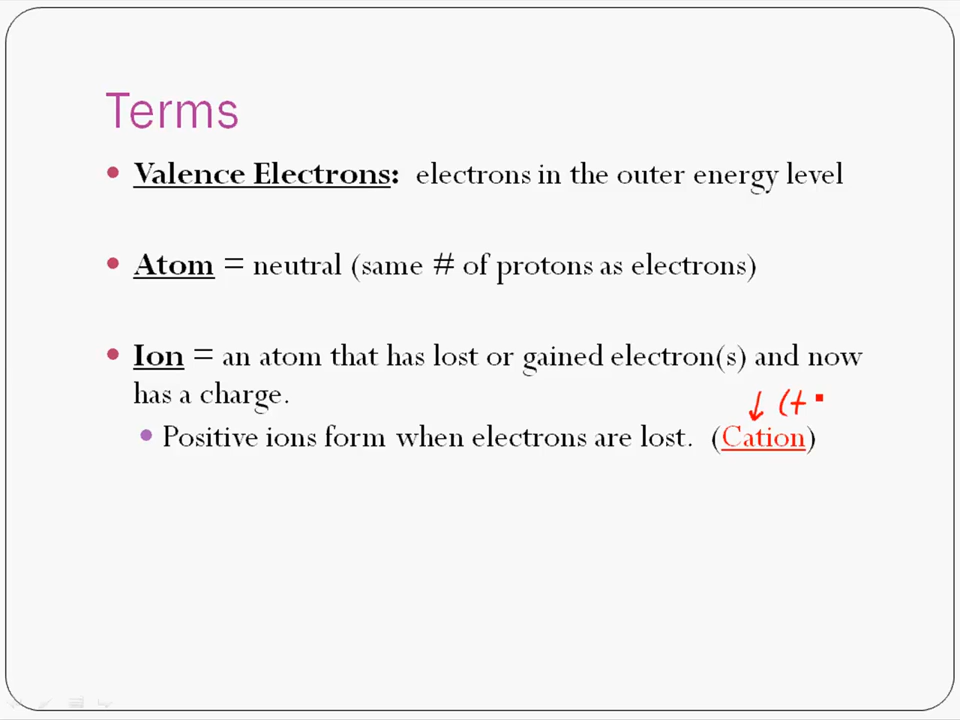 Terms
Valence Electrons: electrons in the outer energy level
Atom = neutral (same # of protons as electrons)
Ion = an atom that has lost or gained electron(s) and now
has a charge.
↓ (+
Positive ions form when electrons are lost. (Cation)